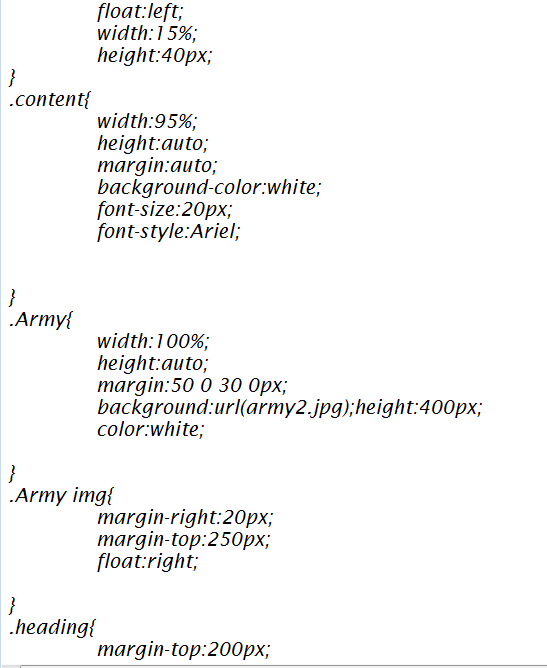 float:left;
width:15%;
height:40px;
}
.content{
width:95%;
height:auto;
margin:auto;
background-color:white;
font-size:20px;
font-style:Ariel;
}
.Army{
width:100%;
height:auto;
margin:50 0 30 0px;
background:url(army2.jpg);height:400px;
color:white;
}
.Army img{
margin-right:20px;
margin-top:250px;
float:right;
}
.heading{
margin-top:200px;